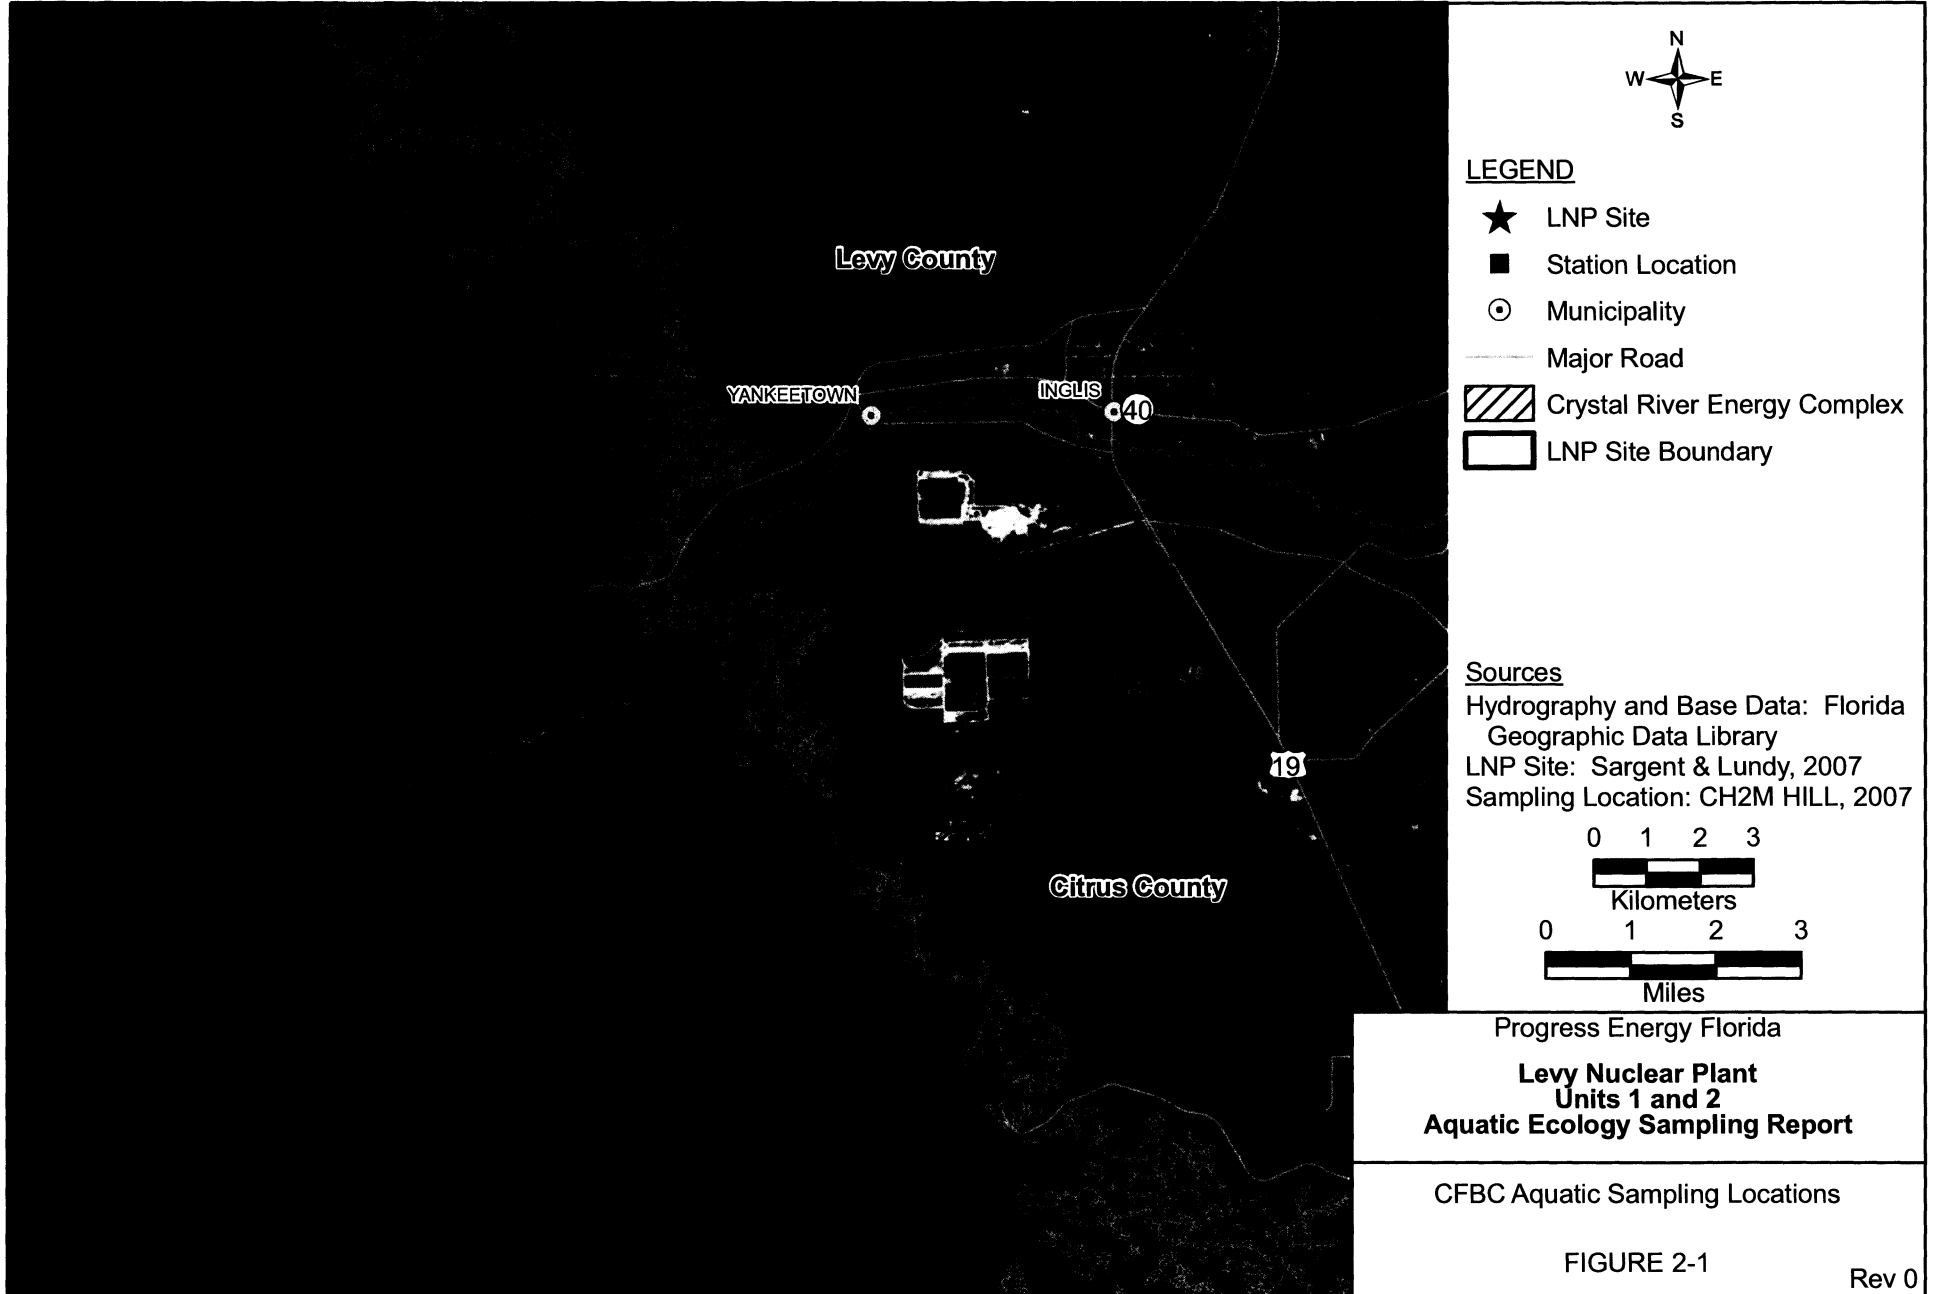 N
W E
S
LEGEND
LNP Site
Station Location
Municipality
Major Road
Crystal River Energy Complex
LNP Site Boundary
Levy County
YANKEETOWN
INGLIS
40
19
Citrus County
Sources
Hydrography and Base Data: Florida
Geographic Data Library
LNP Site: Sargent & Lundy, 2007
Sampling Location: CH2M HILL, 2007
0 1 2 3
Kilometers
0 1 2 3
Miles
Progress Energy Florida
Levy Nuclear Plant
Units 1 and 2
Aquatic Ecology Sampling Report
CFBC Aquatic Sampling Locations
FIGURE 2-1
Rev 0